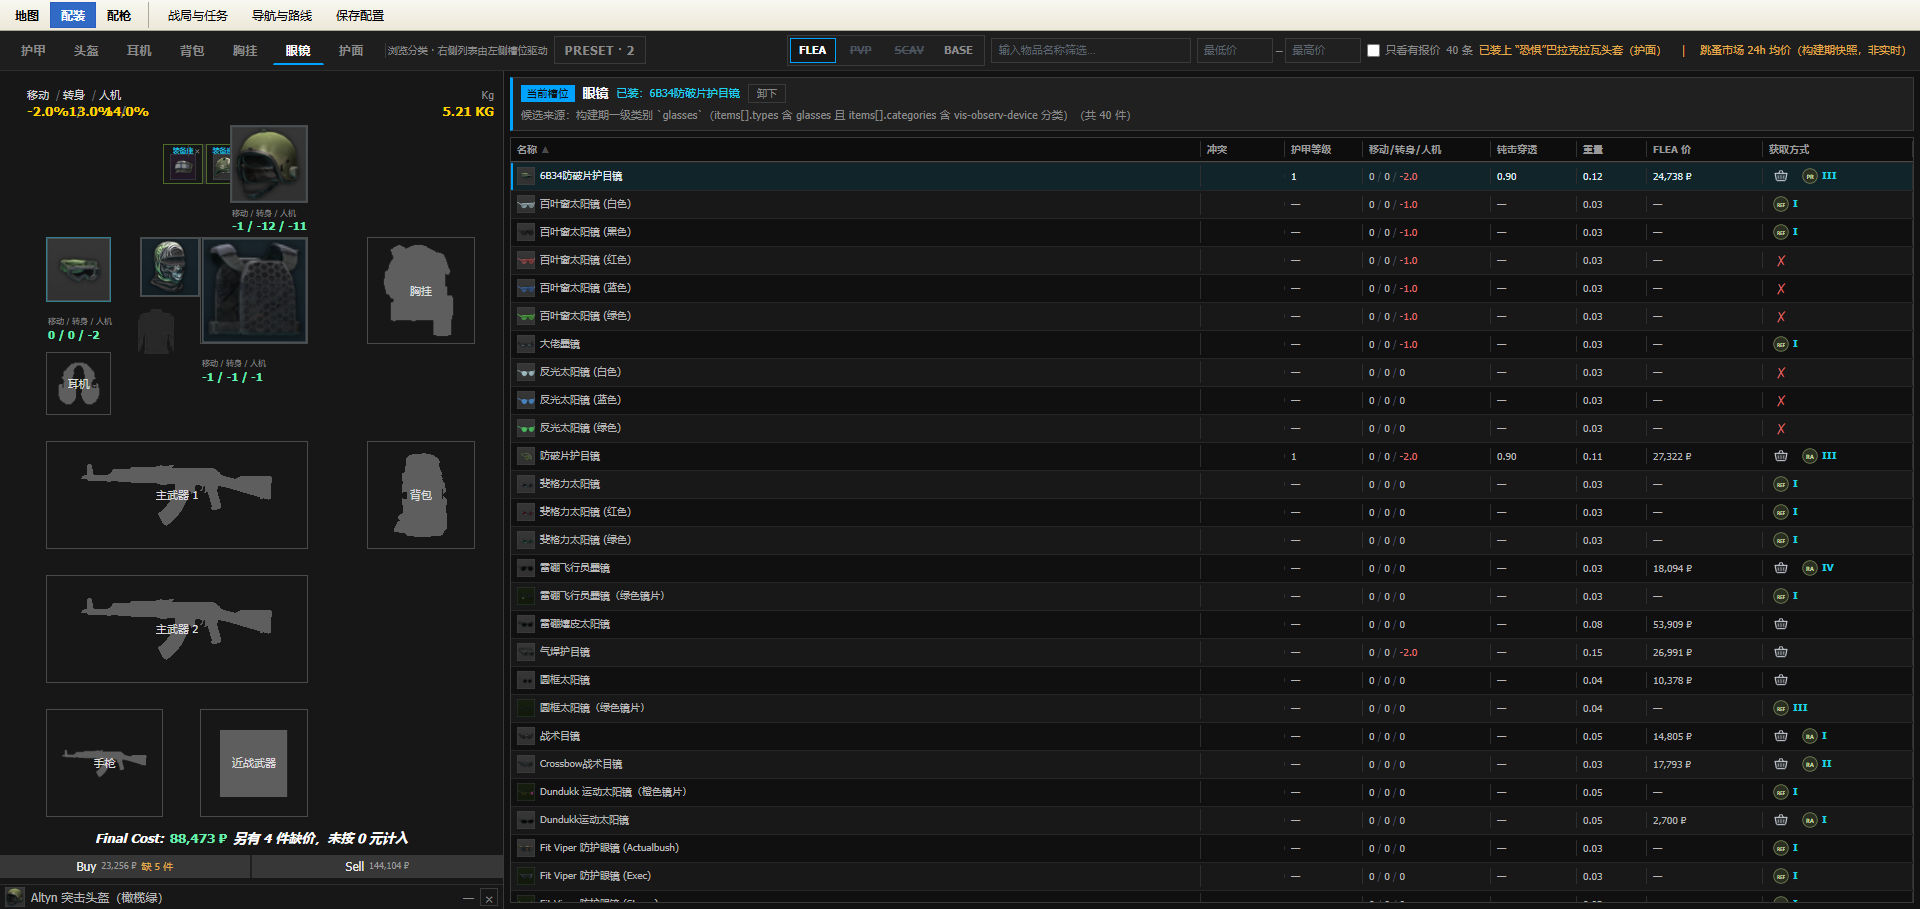 地图 配装 配枪 战局与任务 导航与路线 保存配置
护甲 头盔 耳机 背包 胸挂 眼镜 护面 浏览分类 · 右侧列表由左侧槽位驱动 PRESET · 2 FLEA PVP SCAV BASE 输入物品名称筛选... 最低价 — 最高价 只看有报价 40 条 已装上 “恐惧”巴拉克拉瓦头套（护面） | 跳蚤市场 24h 均价（构建期快照，非实时）
移动 / 转身 / 人机 Kg
-2.0% 13.0% 14.0% 5.21 KG
装备槽× 装备槽
移动 / 转身 / 人机
-1 / -12 / -11
胸挂
移动 / 转身 / 人机
0 / 0 / -2
移动 / 转身 / 人机
-1 / -1 / -1
耳机
主武器 1
背包
主武器 2
手枪
近战武器
Final Cost: 88,473 ₽ 另有 4 件缺价，未按 0 元计入
Buy 23,256 ₽ 缺 5 件 Sell 144,104 ₽
Altyn 突击头盔（橄榄绿） — ×
当前槽位 眼镜 已装：6B34防破片护目镜 卸下
候选来源：构建期一级类别 `glasses`（items[].types 含 glasses 且 items[].categories 含 vis-observ-device 分类）（共 40 件）
名称 ▲ 冲突 护甲等级 移动/转身/人机 钝击穿透 重量 FLEA 价 获取方式
6B34防破片护目镜 1 0 / 0 / -2.0 0.90 0.12 24,738 ₽ PR III
百叶窗太阳镜 (白色) — 0 / 0 / -1.0 — 0.03 — REF I
百叶窗太阳镜 (黑色) — 0 / 0 / -1.0 — 0.03 — REF I
百叶窗太阳镜 (红色) — 0 / 0 / -1.0 — 0.03 — ✗
百叶窗太阳镜 (蓝色) — 0 / 0 / -1.0 — 0.03 — ✗
百叶窗太阳镜 (绿色) — 0 / 0 / -1.0 — 0.03 — ✗
大佬墨镜 — 0 / 0 / -1.0 — 0.03 — REF I
反光太阳镜 (白色) — 0 / 0 / 0 — 0.03 — ✗
反光太阳镜 (蓝色) — 0 / 0 / 0 — 0.03 — ✗
反光太阳镜 (绿色) — 0 / 0 / 0 — 0.03 — ✗
防破片护目镜 1 0 / 0 / -2.0 0.90 0.11 27,322 ₽ RA III
斐格力太阳镜 — 0 / 0 / 0 — 0.03 — REF I
斐格力太阳镜 (红色) — 0 / 0 / 0 — 0.03 — REF I
斐格力太阳镜 (绿色) — 0 / 0 / 0 — 0.03 — REF I
雷硼飞行员墨镜 — 0 / 0 / 0 — 0.03 18,094 ₽ RA IV
雷硼飞行员墨镜（绿色镜片） — 0 / 0 / 0 — 0.03 — REF I
雷硼嬉皮太阳镜 — 0 / 0 / 0 — 0.08 53,909 ₽
气焊护目镜 — 0 / 0 / -2.0 — 0.15 26,991 ₽
圆框太阳镜 — 0 / 0 / 0 — 0.04 10,378 ₽
圆框太阳镜（绿色镜片） — 0 / 0 / 0 — 0.04 — REF III
战术目镜 — 0 / 0 / 0 — 0.05 14,805 ₽ RA I
Crossbow战术目镜 — 0 / 0 / 0 — 0.03 17,793 ₽ RA II
Dundukk 运动太阳镜（橙色镜片） — 0 / 0 / 0 — 0.05 — REF I
Dundukk运动太阳镜 — 0 / 0 / 0 — 0.05 2,700 ₽ RA I
Fit Viper 防护眼镜 (Actualbush) — 0 / 0 / 0 — 0.03 — REF I
Fit Viper 防护眼镜 (Exec) — 0 / 0 / 0 — 0.03 — REF I